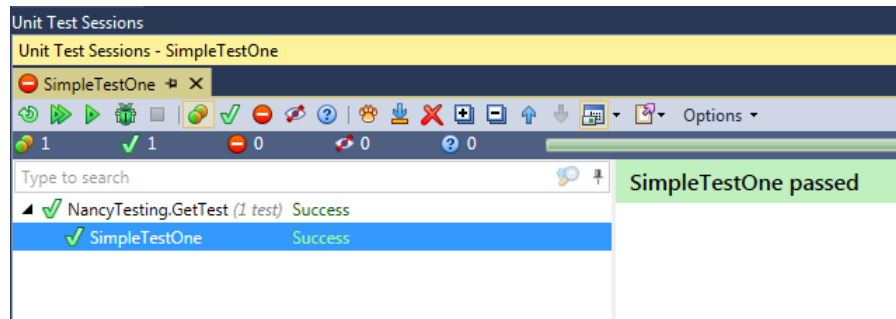 Unit Test Sessions
Unit Test Sessions - SimpleTestOne
SimpleTestOne
Options
1 1 0 0 0
Type to search
SimpleTestOne passed
NancyTesting.GetTest (1 test) Success
SimpleTestOne Success